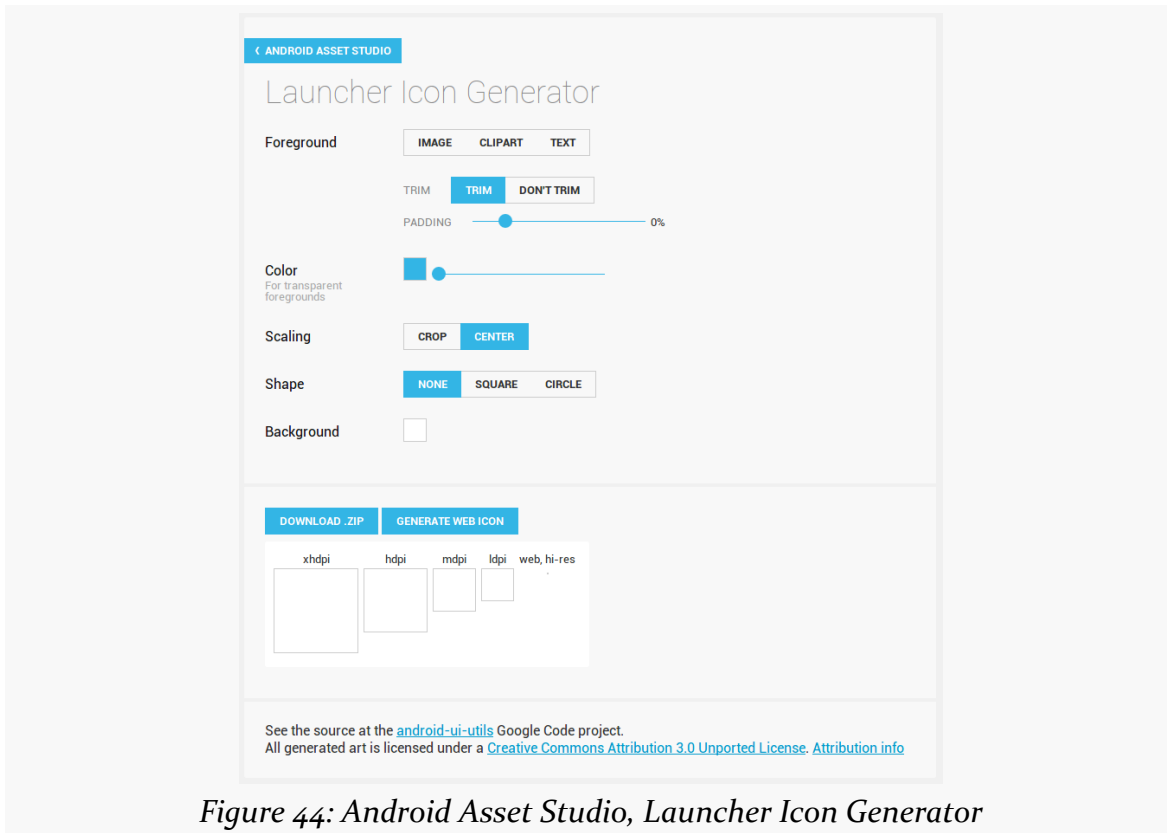 ‹ ANDROID ASSET STUDIO
Launcher Icon Generator
Foreground IMAGE CLIPART TEXT
TRIM TRIM DON'T TRIM
PADDING 0%
Color
For transparent
foregrounds
Scaling CROP CENTER
Shape NONE SQUARE CIRCLE
Background
DOWNLOAD .ZIP GENERATE WEB ICON
xhdpi hdpi mdpi ldpi web, hi-res
See the source at the android-ui-utils Google Code project.
All generated art is licensed under a Creative Commons Attribution 3.0 Unported License. Attribution info
Figure 44: Android Asset Studio, Launcher Icon Generator